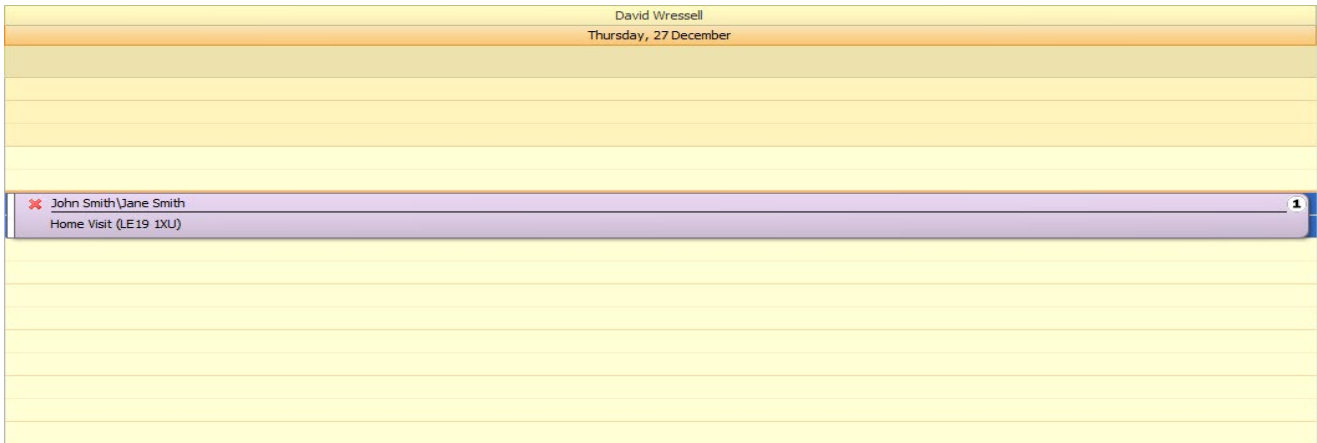 David Wressell
Thursday, 27 December
John Smith\Jane Smith
1
Home Visit (LE19 1XU)